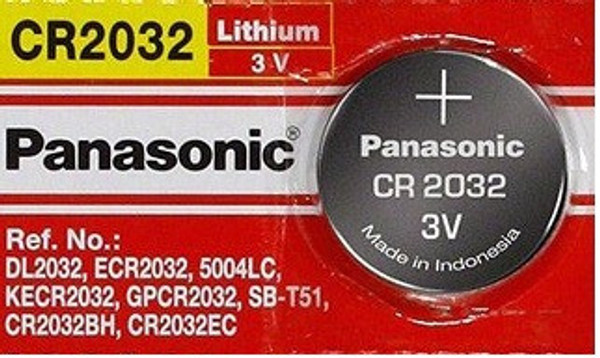 CR2032
Lithium
3 V
Panasonic®
Ref. No.:
DL2032, ECR2032, 5004LC,
KECR2032, GPCR2032, SB-T51,
CR2032BH, CR2032EC
+
Panasonic
CR 2032
3V
Made in Indonesia